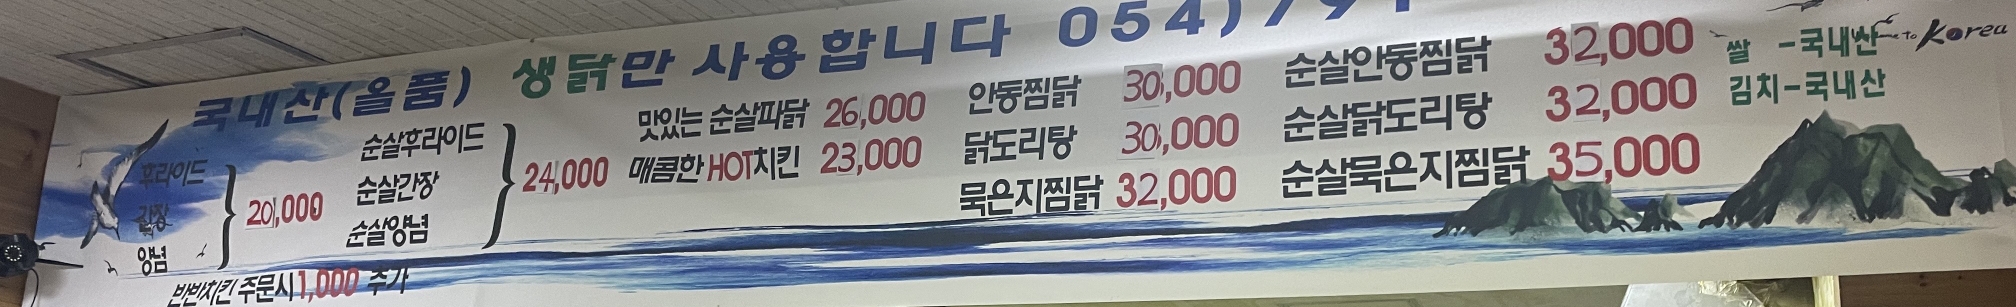 국내산(올품) 생닭만 사용합니다 054)791
후라이드
간장
양념
20,000
순살후라이드
순살간장
순살양념
24,000
반반치킨 주문시 1,000 추가
맛있는 순살파닭 26,000
매콤한 HOT치킨 23,000
안동찜닭 30,000
닭도리탕 30,000
묵은지찜닭 32,000
순살안동찜닭 32,000
순살닭도리탕 32,000
순살묵은지찜닭 35,000
쌀 -국내산
김치-국내산
to Korea